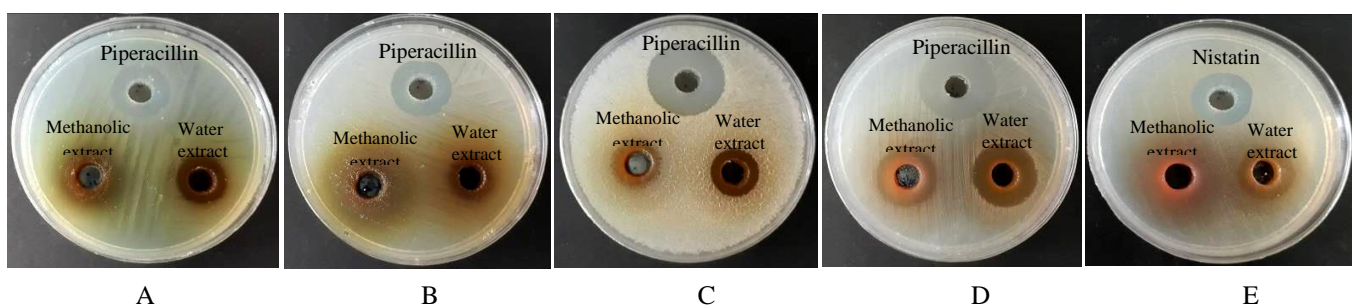 Piperacillin
Methanolic
extract
Water
extract
Piperacillin
Methanolic
extract
Water
extract
Piperacillin
Methanolic
extract
Water
extract
Piperacillin
Methanolic
extract
Water
extract
Nistatin
Methanolic
extract
Water
extract
A
B
C
D
E